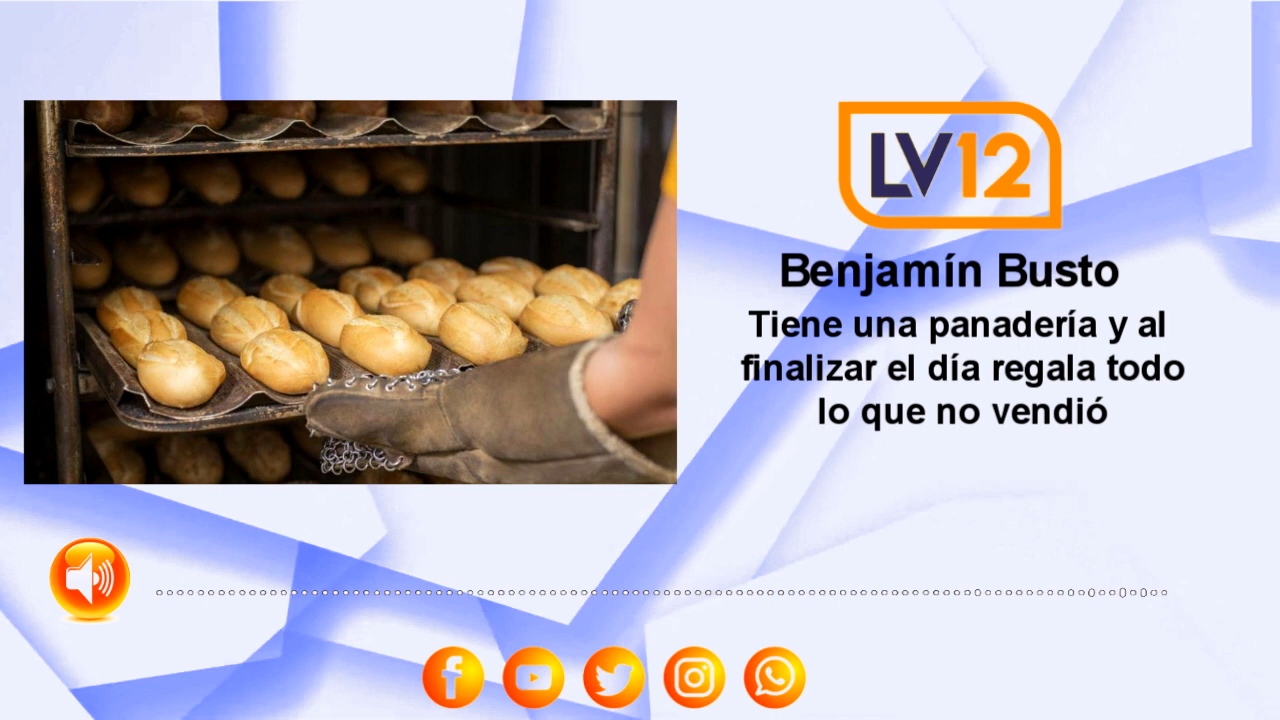 LV12
Benjamín Busto
Tiene una panadería y al
finalizar el día regala todo
lo que no vendió